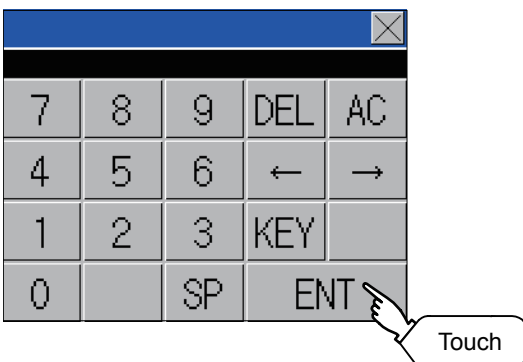 7 8 9 DEL AC
4 5 6 ← →
1 2 3 KEY
0 SP ENT
Touch